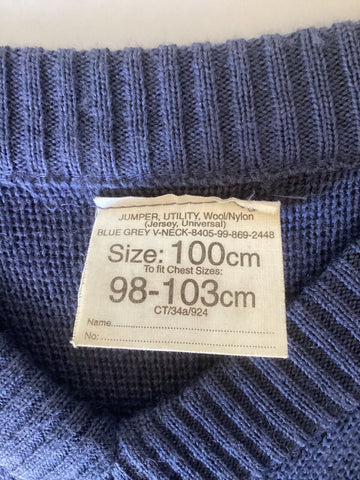 JUMPER, UTILITY, Wool/Nylon
(Jersey, Universal)
BLUE GREY V-NECK-8405-99-869-2448
Size: 100cm
To fit Chest Sizes:
98-103cm
CT/34a/924
Name
No: